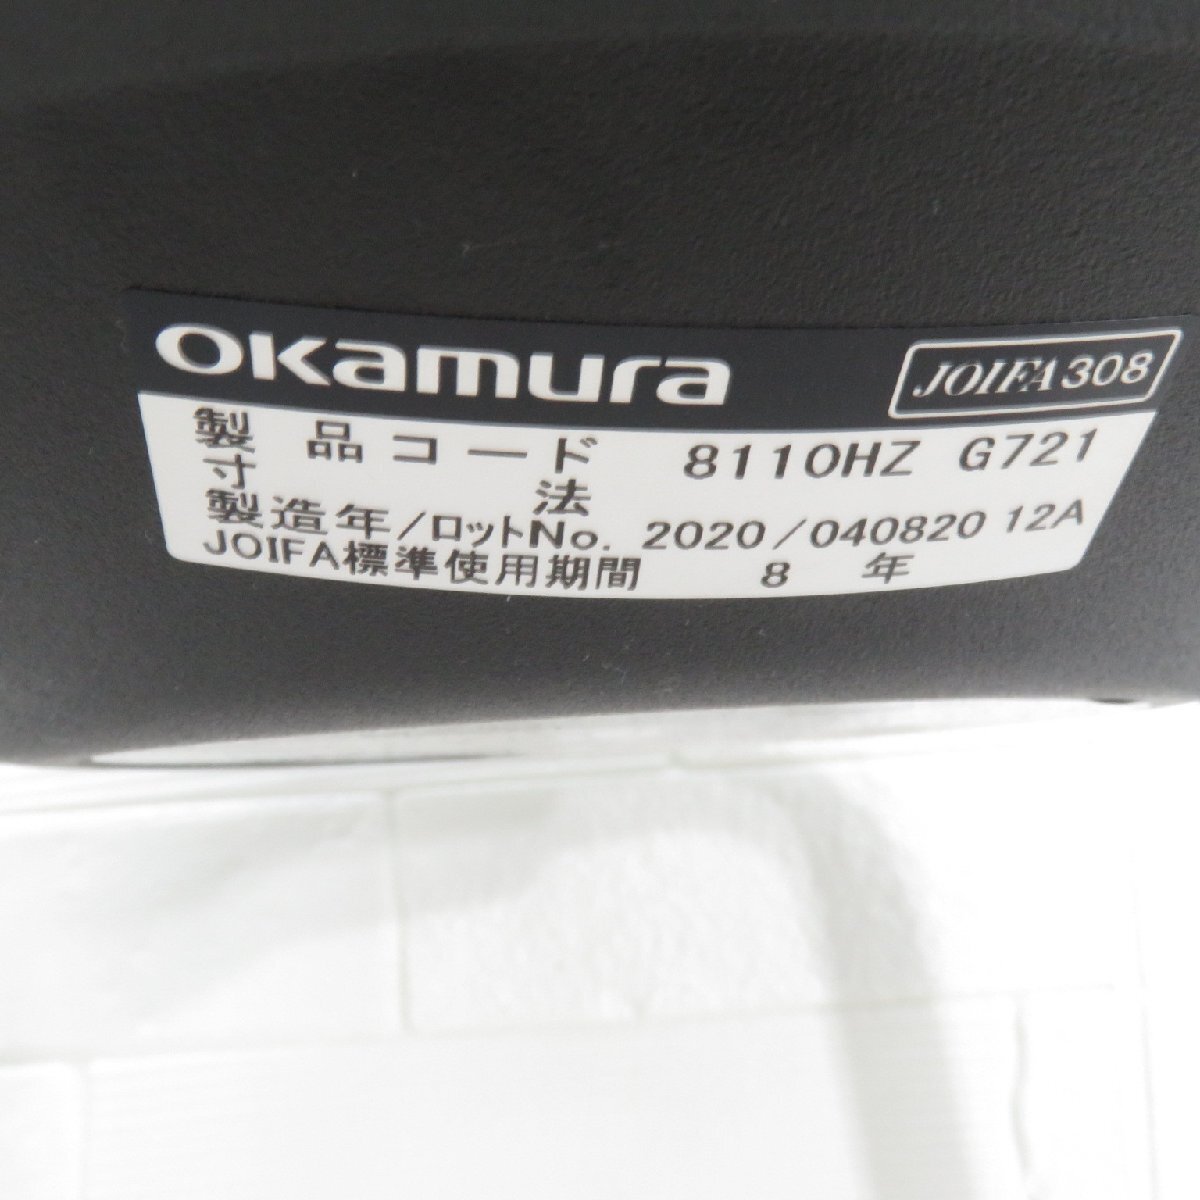 okamura
JOIFA308
製品コード 8110HZ G721
寸法
製造年/ロットNo. 2020/040820 12A
JOIFA標準使用期間 8年